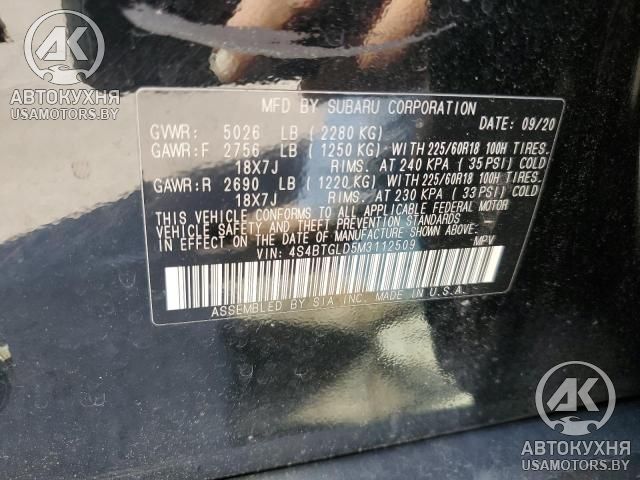 AK
АВТОКУХНЯ
USAMOTORS.BY
MFD BY SUBARU CORPORATION
DATE: 09/20
GVWR: 5026 LB (2280 KG)
GAWR:F 2756 LB (1250 KG) WITH 225/60R18 100H TIRES.
18X7J RIMS. AT 240 KPA (35 PSI) COLD
GAWR:R 2690 LB (1220 KG) WITH 225/60R18 100H TIRES.
18X7J RIMS. AT 230 KPA (33 PSI) COLD
THIS VEHICLE CONFORMS TO ALL APPLICABLE FEDERAL MOTOR
VEHICLE SAFETY AND THEFT PREVENTION STANDARDS
IN EFFECT ON THE DATE OF MANUFACTURE SHOWN ABOVE.
VIN: 4S4BTGLD5M3112509 MPV
ASSEMBLED BY SIA INC. MADE IN U.S.A.
AK
АВТОКУХНЯ
USAMOTORS.BY